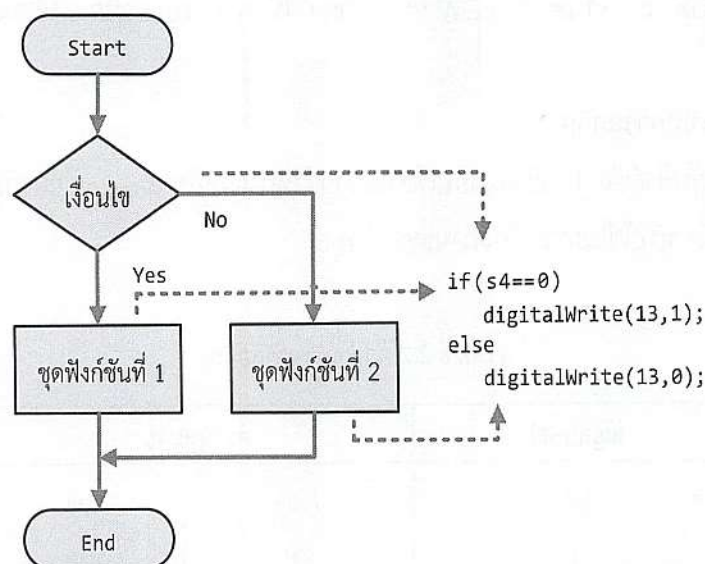 Start
เงื่อนไข
No
Yes
if(s4==0)
digitalWrite(13,1);
else
digitalWrite(13,0);
ชุดฟังก์ชันที่ 1
ชุดฟังก์ชันที่ 2
End